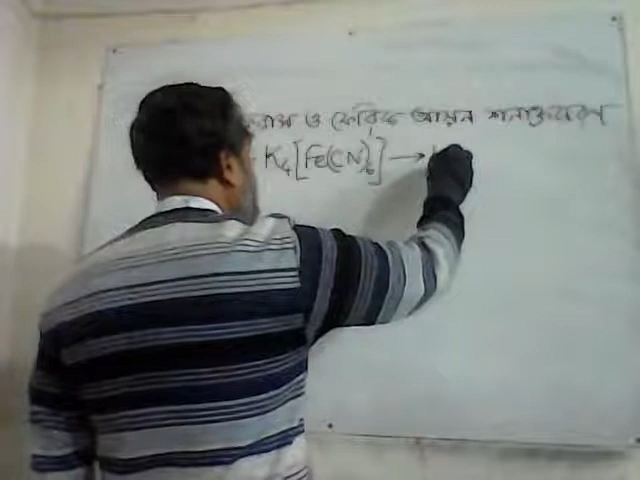 ও ফেরিক আয়ন শনাক্তকরণ
K₄[Fe(CN)₆] →